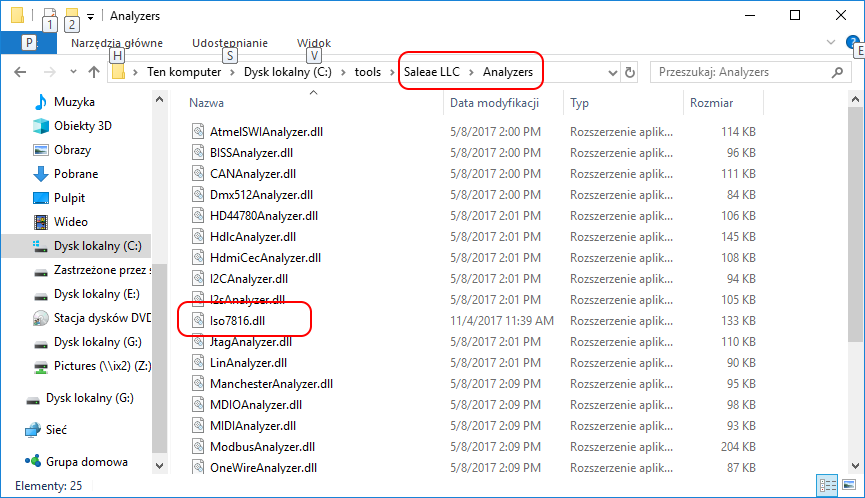 Analyzers
1 2
P Narzędzia główne Udostępnianie Widok
H S V E
Ten komputer Dysk lokalny (C:) tools Saleae LLC Analyzers Przeszukaj: Analyzers
Nazwa Data modyfikacji Typ Rozmiar
Muzyka
Obiekty 3D
Obrazy
Pobrane
Pulpit
Wideo
Dysk lokalny (C:)
Zastrzeżone przez s
Dysk lokalny (E:)
Stacja dysków DVD
Dysk lokalny (G:)
Pictures (\\ix2) (Z:)
Dysk lokalny (G:)
Sieć
Grupa domowa
AtmelSWIAnalyzer.dll 5/8/2017 2:00 PM Rozszerzenie aplik... 114 KB
BISSAnalyzer.dll 5/8/2017 2:00 PM Rozszerzenie aplik... 96 KB
CANAnalyzer.dll 5/8/2017 2:00 PM Rozszerzenie aplik... 111 KB
Dmx512Analyzer.dll 5/8/2017 2:00 PM Rozszerzenie aplik... 84 KB
HD44780Analyzer.dll 5/8/2017 2:01 PM Rozszerzenie aplik... 106 KB
HdlcAnalyzer.dll 5/8/2017 2:01 PM Rozszerzenie aplik... 145 KB
HdmiCecAnalyzer.dll 5/8/2017 2:01 PM Rozszerzenie aplik... 108 KB
I2CAnalyzer.dll 5/8/2017 2:01 PM Rozszerzenie aplik... 94 KB
I2sAnalyzer.dll 5/8/2017 2:01 PM Rozszerzenie aplik... 105 KB
Iso7816.dll 11/4/2017 11:39 AM Rozszerzenie aplik... 133 KB
JtagAnalyzer.dll 5/8/2017 2:01 PM Rozszerzenie aplik... 110 KB
LinAnalyzer.dll 5/8/2017 2:01 PM Rozszerzenie aplik... 90 KB
ManchesterAnalyzer.dll 5/8/2017 2:09 PM Rozszerzenie aplik... 95 KB
MDIOAnalyzer.dll 5/8/2017 2:09 PM Rozszerzenie aplik... 98 KB
MIDIAnalyzer.dll 5/8/2017 2:09 PM Rozszerzenie aplik... 93 KB
ModbusAnalyzer.dll 5/8/2017 2:09 PM Rozszerzenie aplik... 204 KB
OneWireAnalyzer.dll 5/8/2017 2:09 PM Rozszerzenie aplik... 87 KB
Elementy: 25